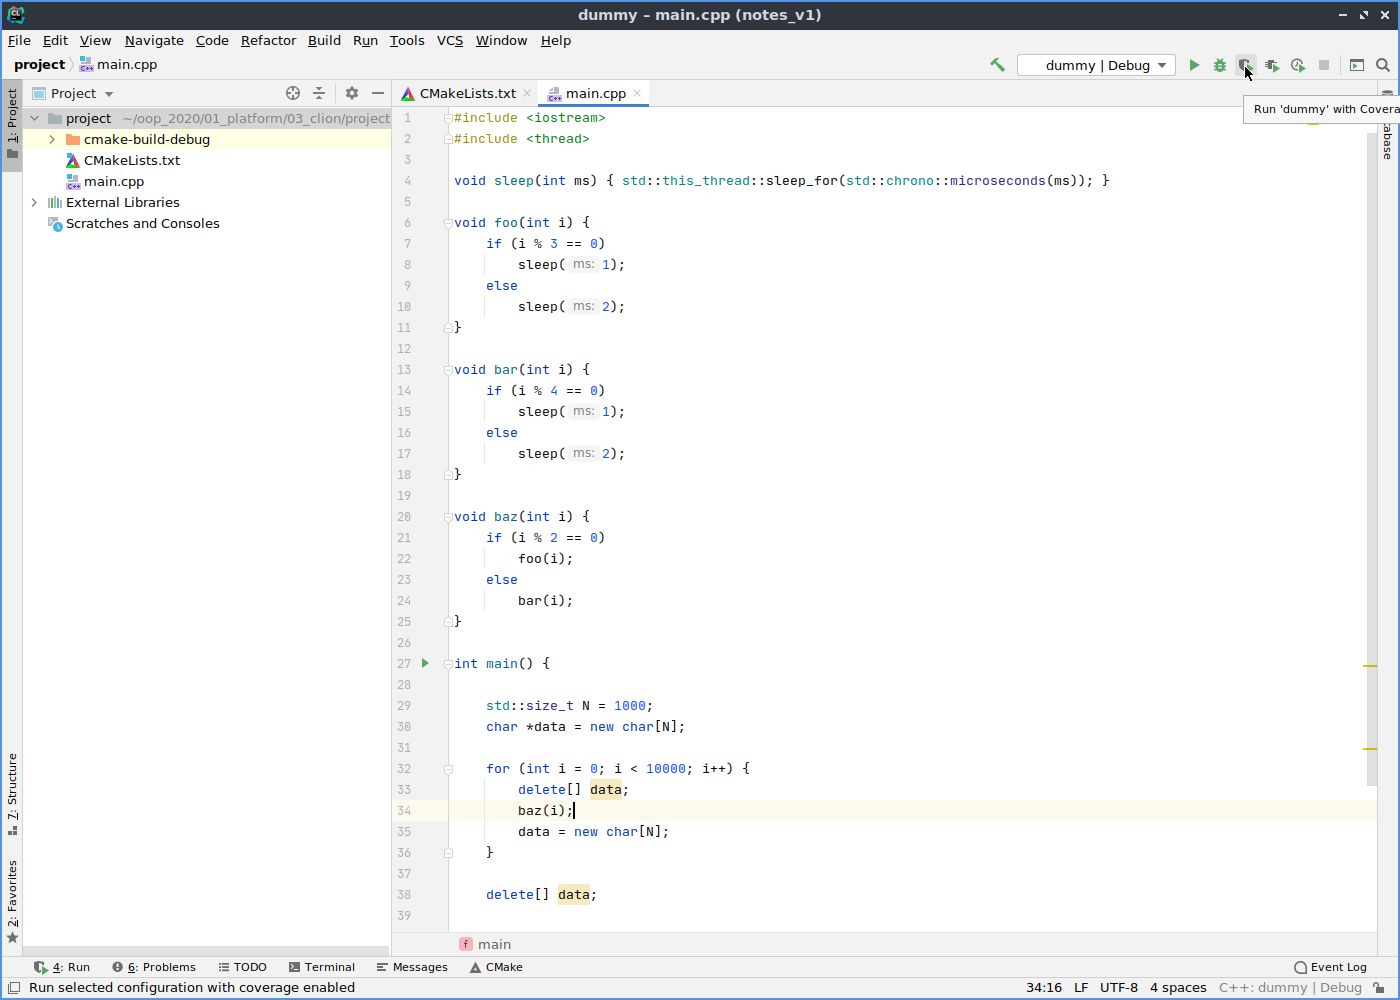 dummy – main.cpp (notes_v1)
File Edit View Navigate Code Refactor Build Run Tools VCS Window Help
project main.cpp
dummy | Debug
Run 'dummy' with Covera
Project
CMakeLists.txt
main.cpp
1: Project
project ~/oop_2020/01_platform/03_clion/project
cmake-build-debug
CMakeLists.txt
main.cpp
External Libraries
Scratches and Consoles
1 #include <iostream>
2 #include <thread>
3
4 void sleep(int ms) { std::this_thread::sleep_for(std::chrono::microseconds(ms)); }
5
6 void foo(int i) {
7 if (i % 3 == 0)
8 sleep( ms: 1);
9 else
10 sleep( ms: 2);
11 }
12
13 void bar(int i) {
14 if (i % 4 == 0)
15 sleep( ms: 1);
16 else
17 sleep( ms: 2);
18 }
19
20 void baz(int i) {
21 if (i % 2 == 0)
22 foo(i);
23 else
24 bar(i);
25 }
26
27 int main() {
28
29 std::size_t N = 1000;
30 char *data = new char[N];
31
32 for (int i = 0; i < 10000; i++) {
33 delete[] data;
34 baz(i);
35 data = new char[N];
36 }
37
38 delete[] data;
39
abase
7: Structure
2: Favorites
f main
4: Run 6: Problems TODO Terminal Messages CMake Event Log
Run selected configuration with coverage enabled 34:16 LF UTF-8 4 spaces C++: dummy | Debug